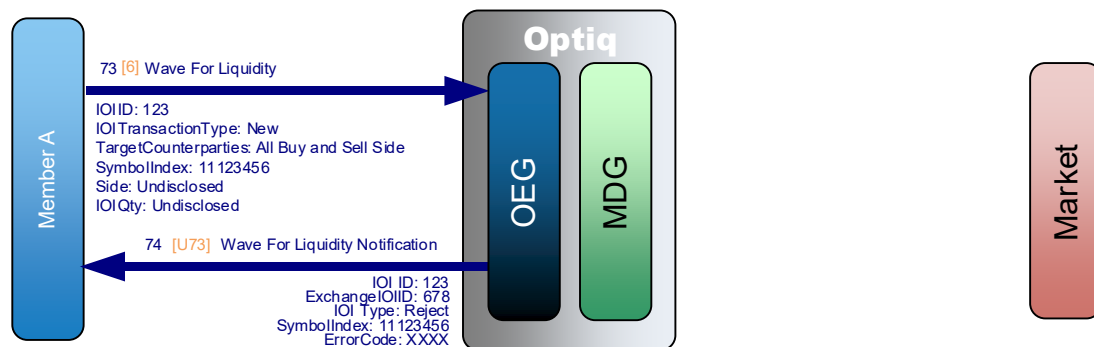 Optiq
73 [6] Wave For Liquidity
IOIID: 123
IOITransactionType: New
TargetCounterparties: All Buy and Sell Side
SymbolIndex: 11123456
Side: Undisclosed
IOIQty: Undisclosed
Member A
OEG
MDG
Market
74 [U73] Wave For Liquidity Notification
IOI ID: 123
ExchangeIOIID: 678
IOI Type: Reject
SymbolIndex: 11123456
ErrorCode: XXXX